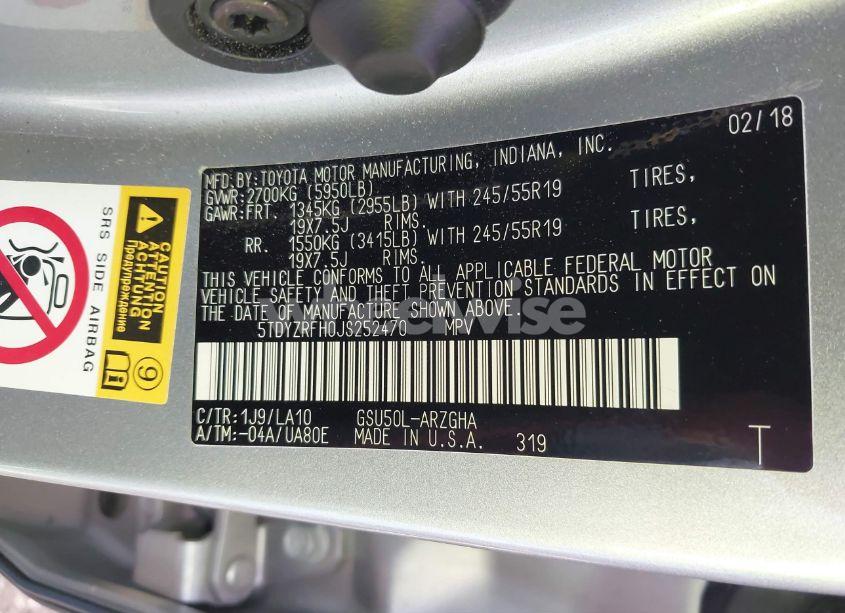 02/18
MFD.BY:TOYOTA MOTOR MANUFACTURING, INDIANA, INC.
GVWR:2700KG (5950LB)
GAWR:FRT. 1345KG (2955LB) WITH 245/55R19 TIRES,
19X7.5J RIMS.
RR. 1550KG (3415LB) WITH 245/55R19 TIRES,
19X7.5J RIMS.
THIS VEHICLE CONFORMS TO ALL APPLICABLE FEDERAL MOTOR
VEHICLE SAFETY AND THEFT PREVENTION STANDARDS IN EFFECT ON
THE DATE OF MANUFACTURE SHOWN ABOVE.
5TDYZRFH0JS252470 MPV
C/TR:1J9/LA10 GSU50L-ARZGHA
A/TM:-04A/UA80E MADE IN U.S.A. 319
T
SRS SIDE AIRBAG
CAUTION
ATTENTION
ACHTUNG
Предупреждение
9